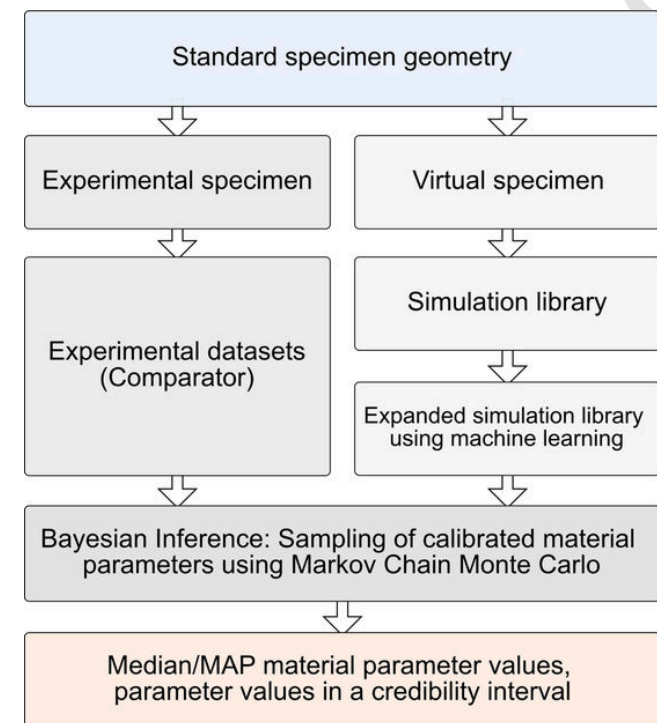 Standard specimen geometry
Experimental specimen
Virtual specimen
Experimental datasets
(Comparator)
Simulation library
Expanded simulation library
using machine learning
Bayesian Inference: Sampling of calibrated material
parameters using Markov Chain Monte Carlo
Median/MAP material parameter values,
parameter values in a credibility interval